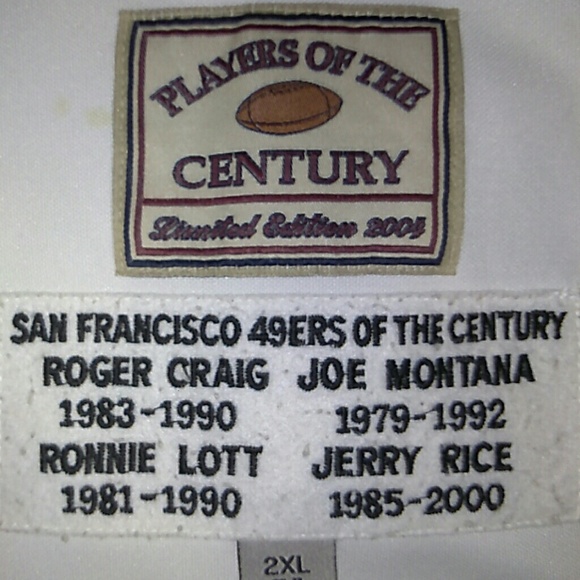 PLAYERS OF THE
CENTURY
Limited Edition 2004
SAN FRANCISCO 49ERS OF THE CENTURY
ROGER CRAIG JOE MONTANA
1983-1990 1979-1992
RONNIE LOTT JERRY RICE
1981-1990 1985-2000
2XL